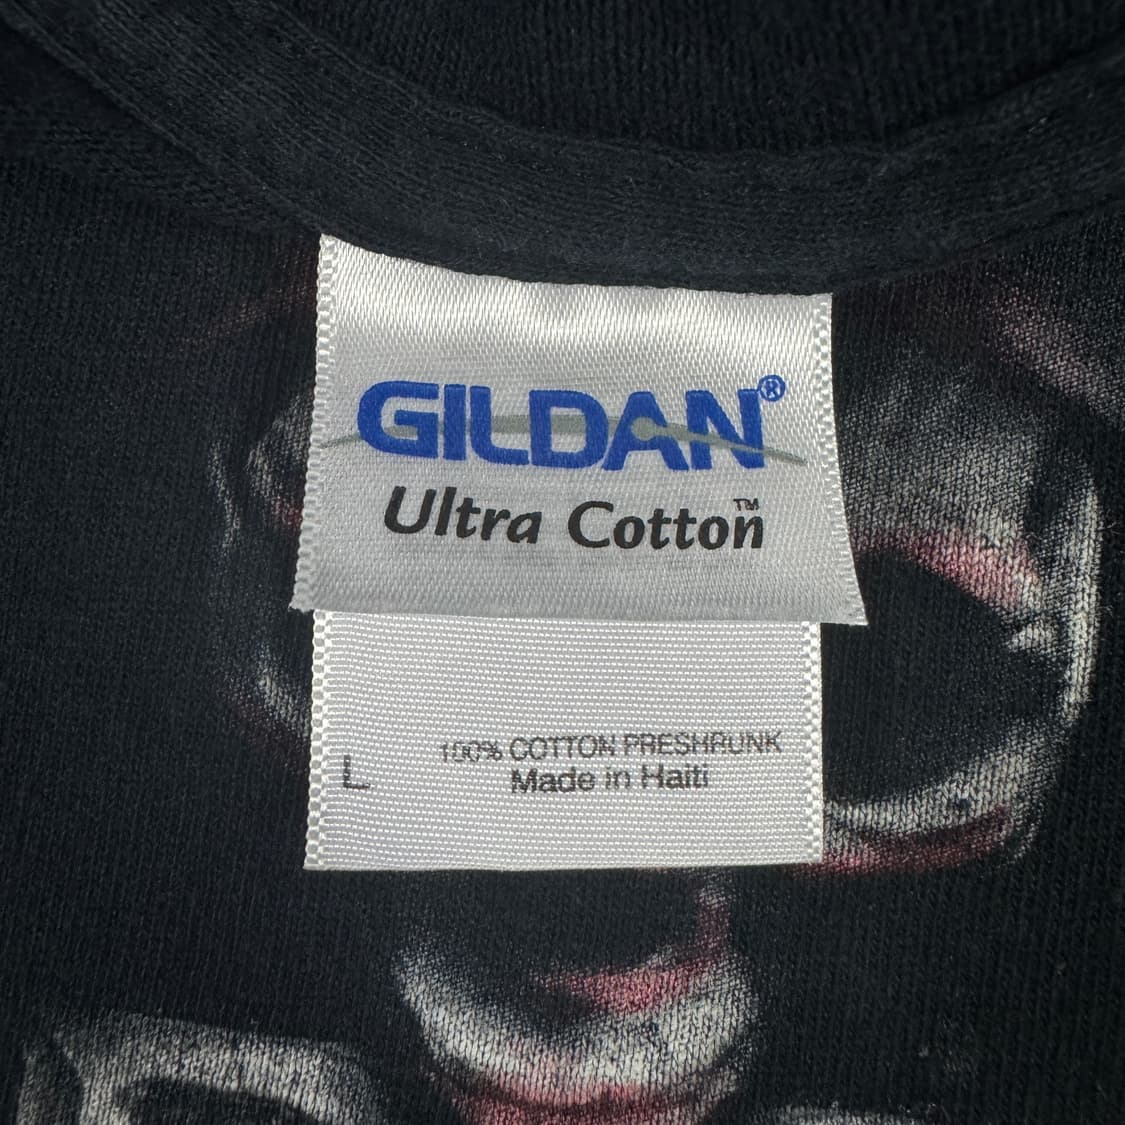 GILDAN®
Ultra Cotton™
100% COTTON PRESHRUNK
L
Made in Haiti